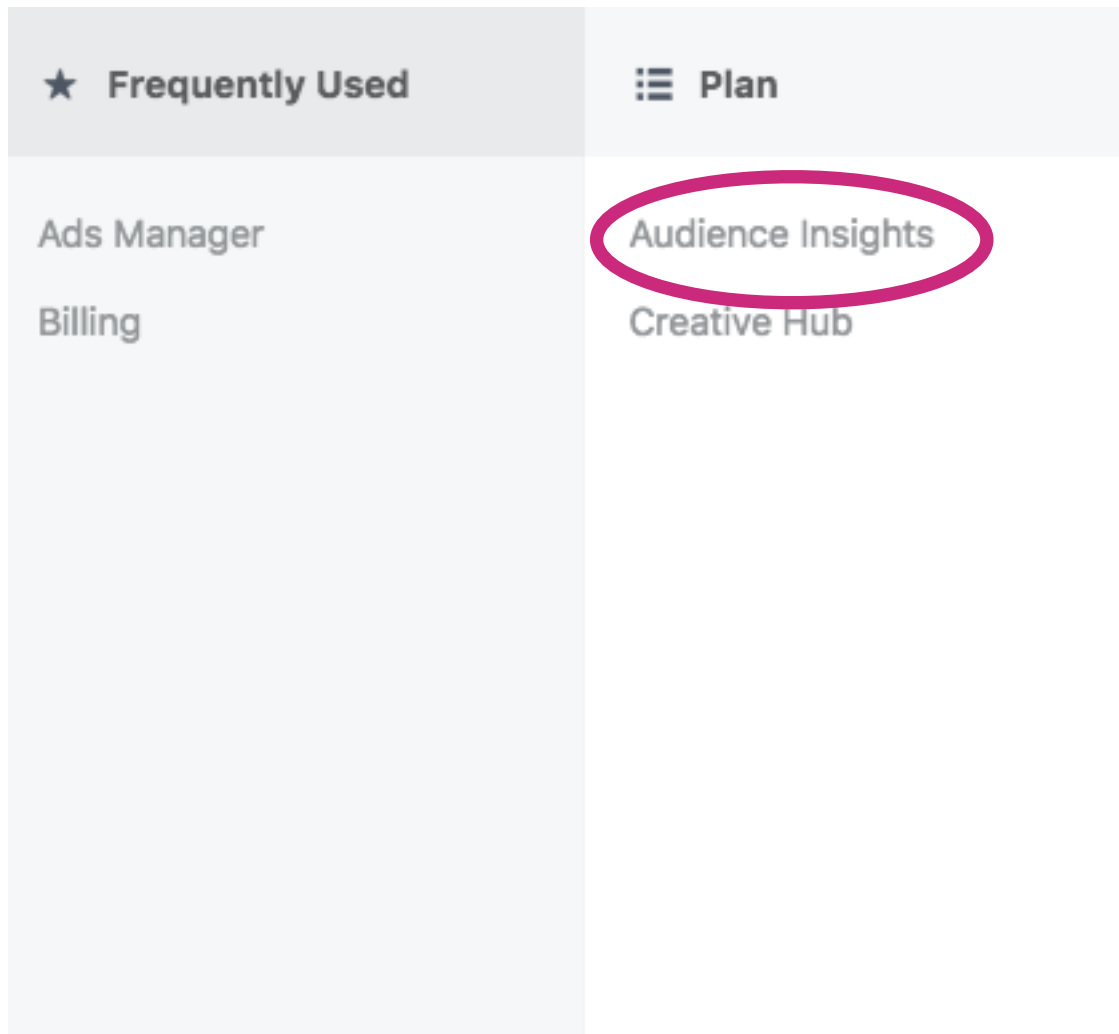 Frequently Used
Ads Manager
Billing
Plan
Audience Insights
Creative Hub